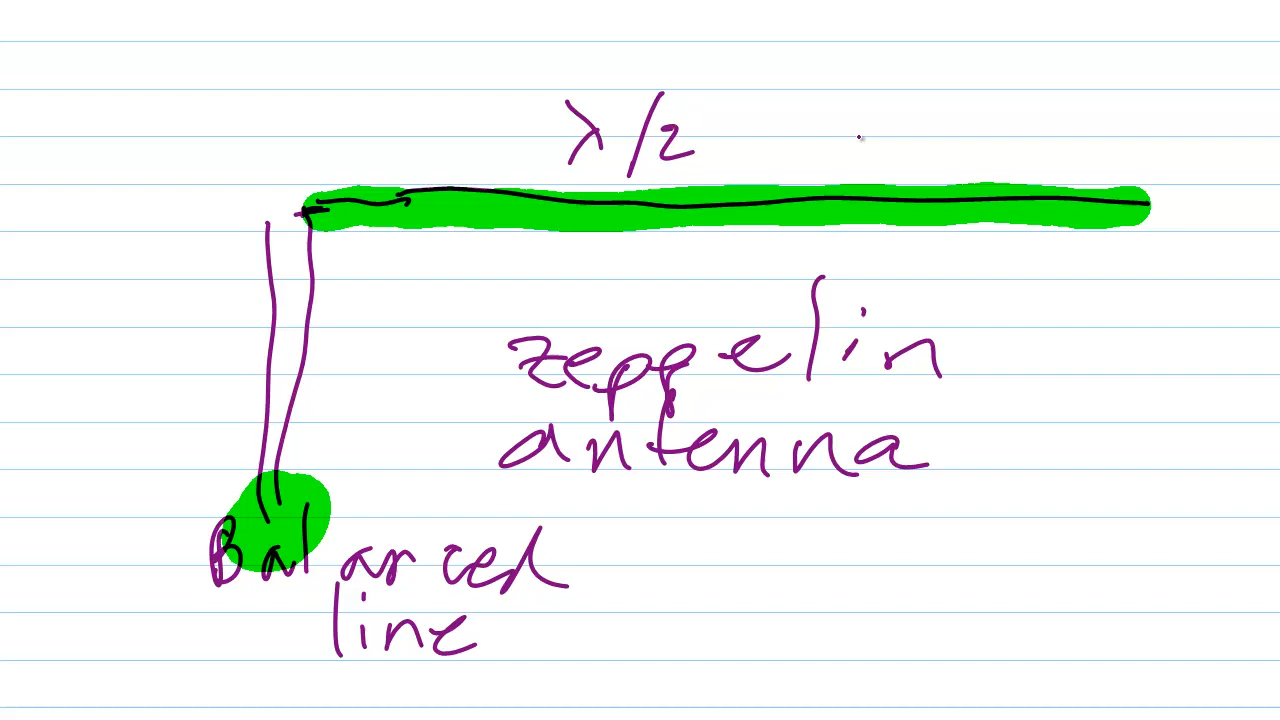 λ/2
zeppelin
antenna
Balanced
line